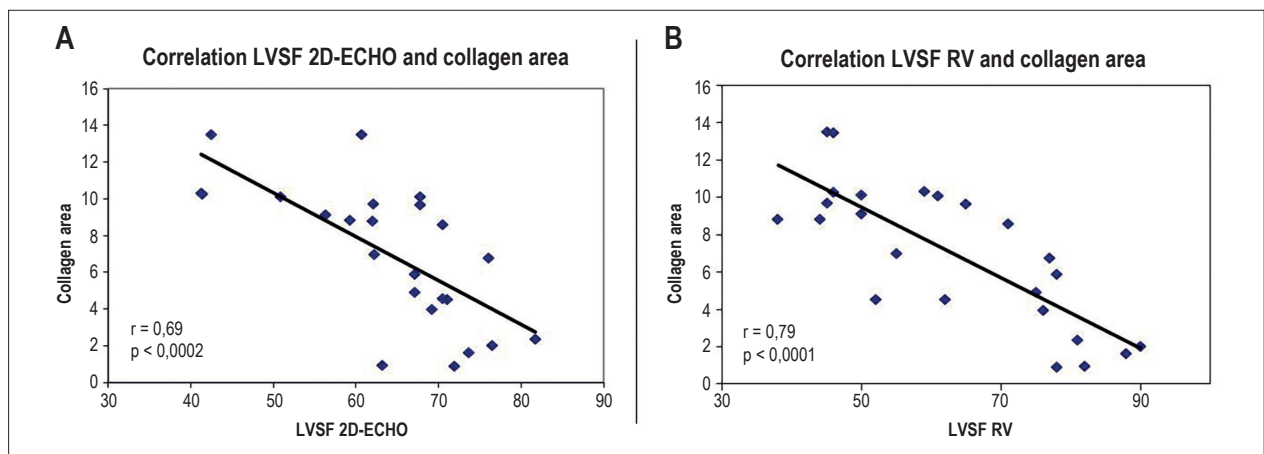 A
Correlation LVSF 2D-ECHO and collagen area
16
14
12
10
8
6
4
2
0
Collagen area
r = 0,69
p < 0,0002
30 40 50 60 70 80 90
LVSF 2D-ECHO
B
Correlation LVSF RV and collagen area
16
14
12
10
8
6
4
2
0
Collagen area
r = 0,79
p < 0,0001
30 50 70 90
LVSF RV